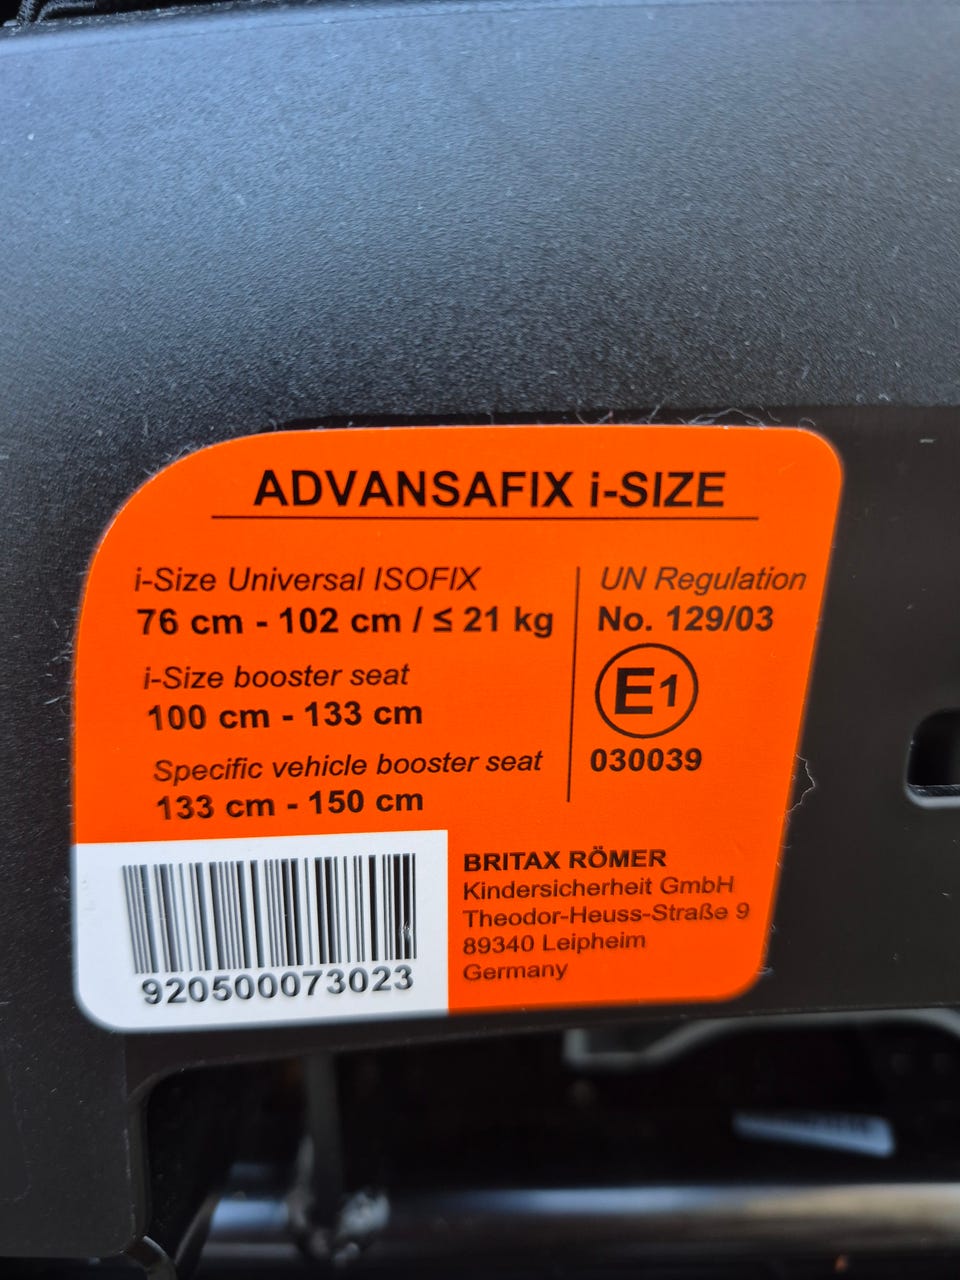 ADVANSAFIX i-SIZE
i-Size Universal ISOFIX
76 cm - 102 cm / ≤ 21 kg
i-Size booster seat
100 cm - 133 cm
Specific vehicle booster seat
133 cm - 150 cm
UN Regulation
No. 129/03
E1
030039
920500073023
BRITAX RÖMER
Kindersicherheit GmbH
Theodor-Heuss-Straße 9
89340 Leipheim
Germany